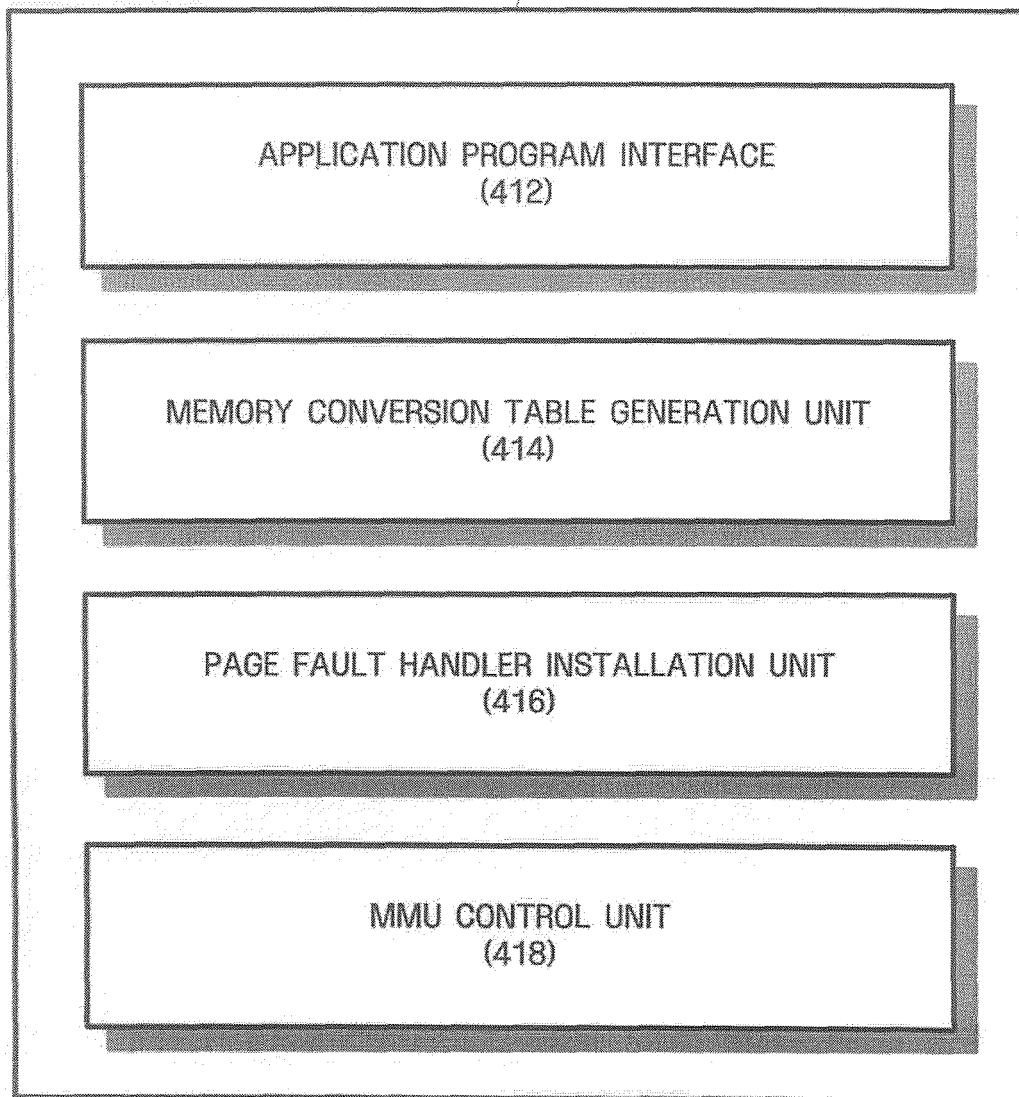 APPLICATION PROGRAM INTERFACE
(412)
MEMORY CONVERSION TABLE GENERATION UNIT
(414)
PAGE FAULT HANDLER INSTALLATION UNIT
(416)
MMU CONTROL UNIT
(418)